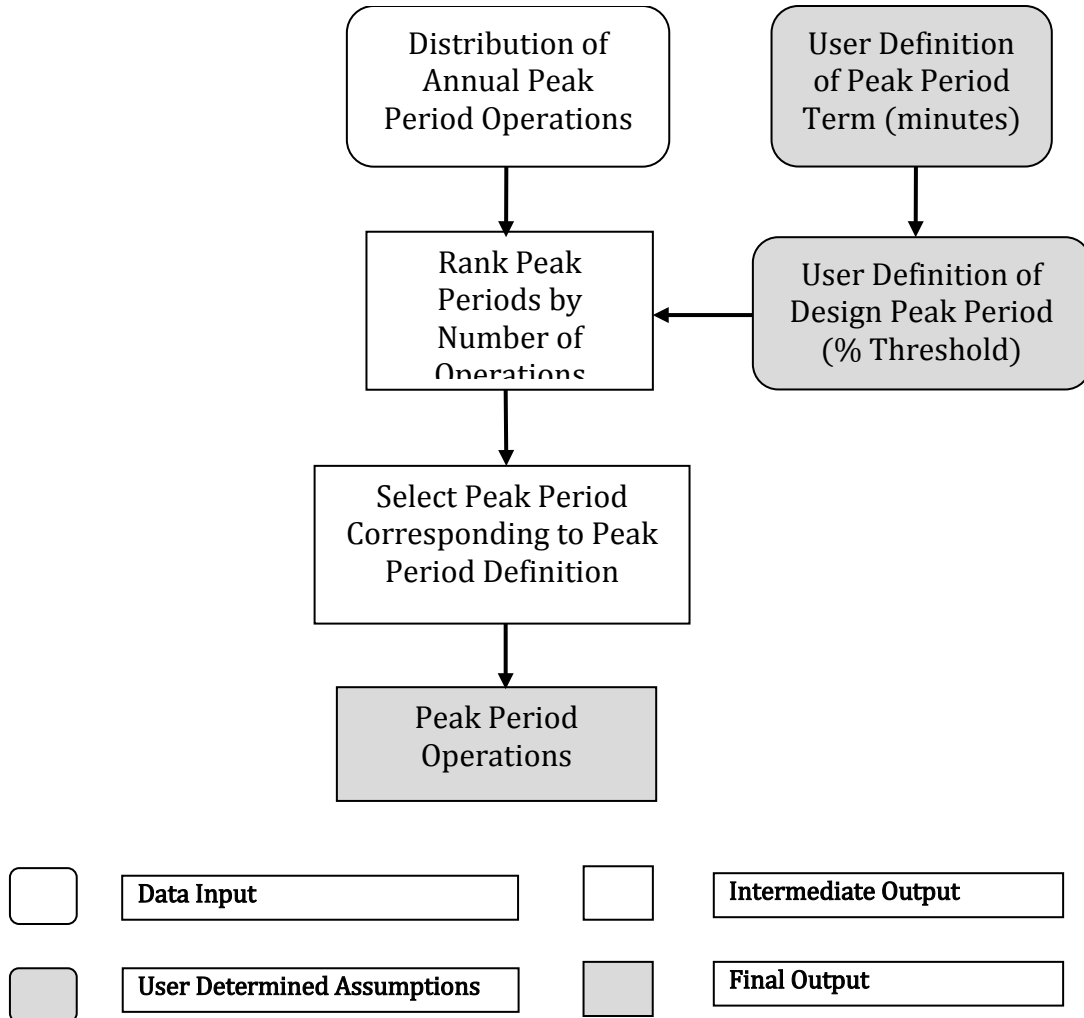 Distribution of
Annual Peak
Period Operations
User Definition
of Peak Period
Term (minutes)
Rank Peak
Periods by
Number of
Operations
User Definition of
Design Peak Period
(% Threshold)
Select Peak Period
Corresponding to Peak
Period Definition
Peak Period
Operations
Data Input
Intermediate Output
User Determined Assumptions
Final Output